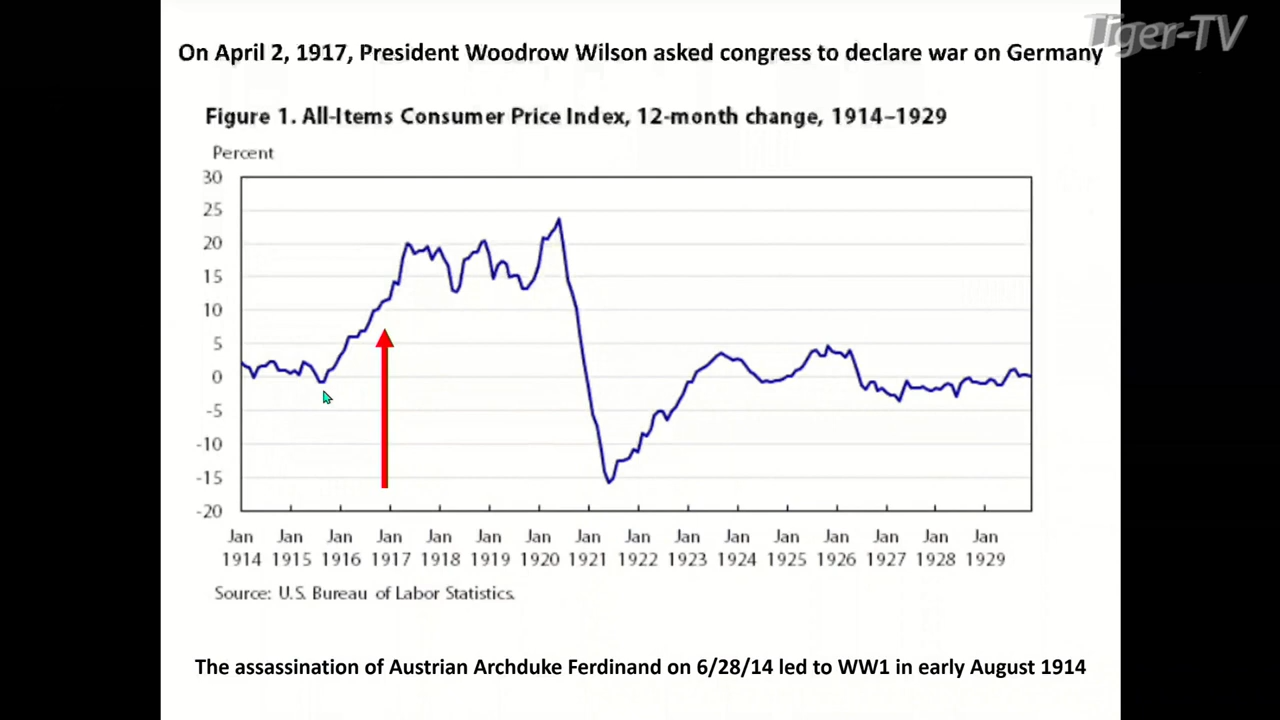 Tiger-TV
On April 2, 1917, President Woodrow Wilson asked congress to declare war on Germany
Figure 1. All-Items Consumer Price Index, 12-month change, 1914–1929
Percent
30
25
20
15
10
5
0
-5
-10
-15
-20
Jan Jan Jan Jan Jan Jan Jan Jan Jan Jan Jan Jan Jan Jan Jan Jan
1914 1915 1916 1917 1918 1919 1920 1921 1922 1923 1924 1925 1926 1927 1928 1929
Source: U.S. Bureau of Labor Statistics.
The assassination of Austrian Archduke Ferdinand on 6/28/14 led to WW1 in early August 1914